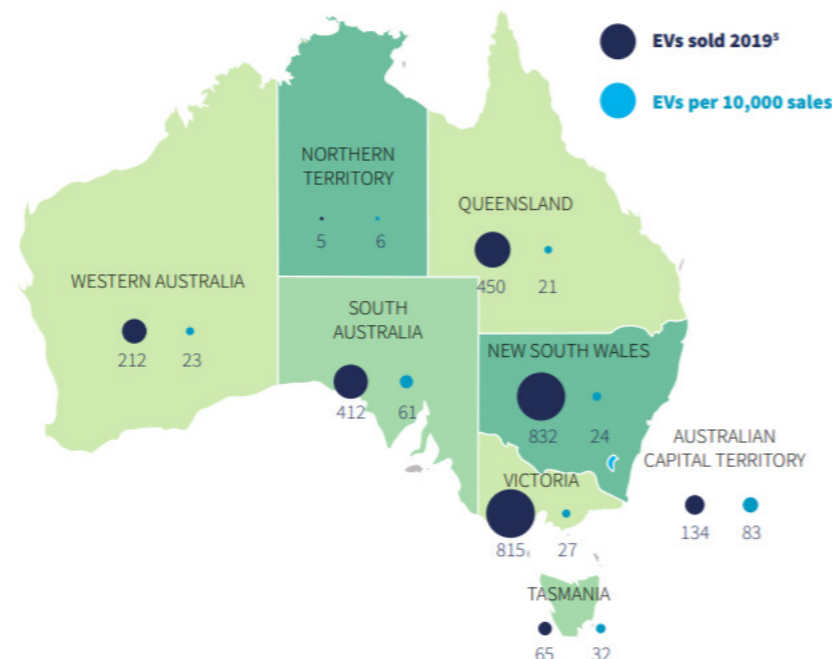 EVs sold 2019⁵
EVs per 10,000 sales
NORTHERN
TERRITORY
5 6
QUEENSLAND
450 21
WESTERN AUSTRALIA
212 23
SOUTH
AUSTRALIA
412 61
NEW SOUTH WALES
832 24
AUSTRALIAN
CAPITAL TERRITORY
134 83
VICTORIA
815 27
TASMANIA
65 32